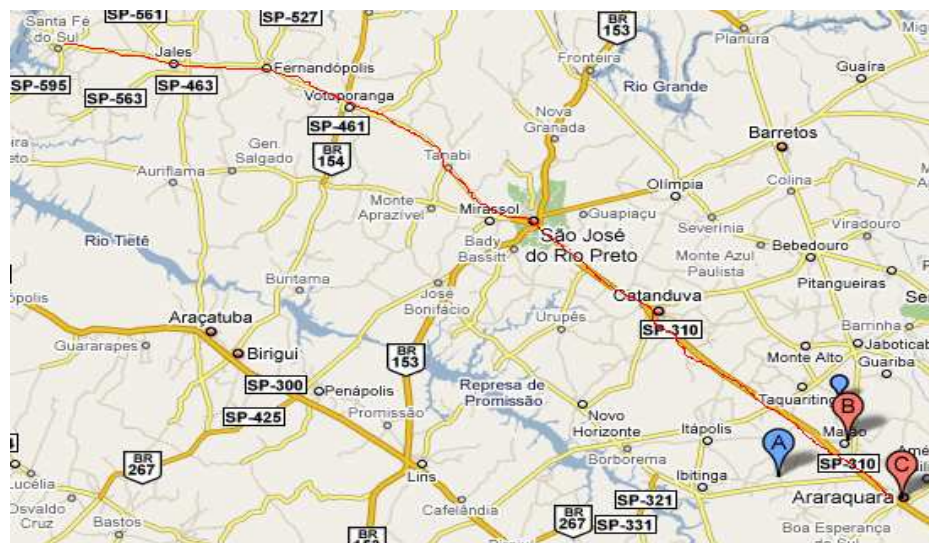 SP-561
SP-527
BR
153
Planura
Santa Fé
do Sul
Jales
Fernandópolis
Fronteira
Guaíra
SP-595
SP-563
SP-463
Rio Grande
Votuporanga
SP-461
Nova
Granada
Barretos
Gen.
Salgado
BR
154
Tanabi
Auriflama
Olímpia
Colina
Monte
Aprazível
Mirassol
Guapiaçu
Severínia
Viradouro
Rio Tietê
Bady
Bassitt
São José
do Rio Preto
Bebedouro
Monte Azul
Paulista
Pitangueiras
Buritama
José
Bonifácio
Catanduva
Araçatuba
Urupês
SP-310
Barrinha
Guararapes
Birigui
BR
153
Monte Alto
Jaboticab
Guariba
SP-300
Penápolis
Represa de
Promissão
Taquaritinga
SP-425
Promissão
Novo
Horizonte
Itápolis
B
A
BR
267
Lins
Borborema
SP-310
C
Lucélia
Ibitinga
Araraquara
Osvaldo
Cruz
Bastos
Cafelândia
SP-321
BR
267
SP-331
Boa Esperança
do Sul